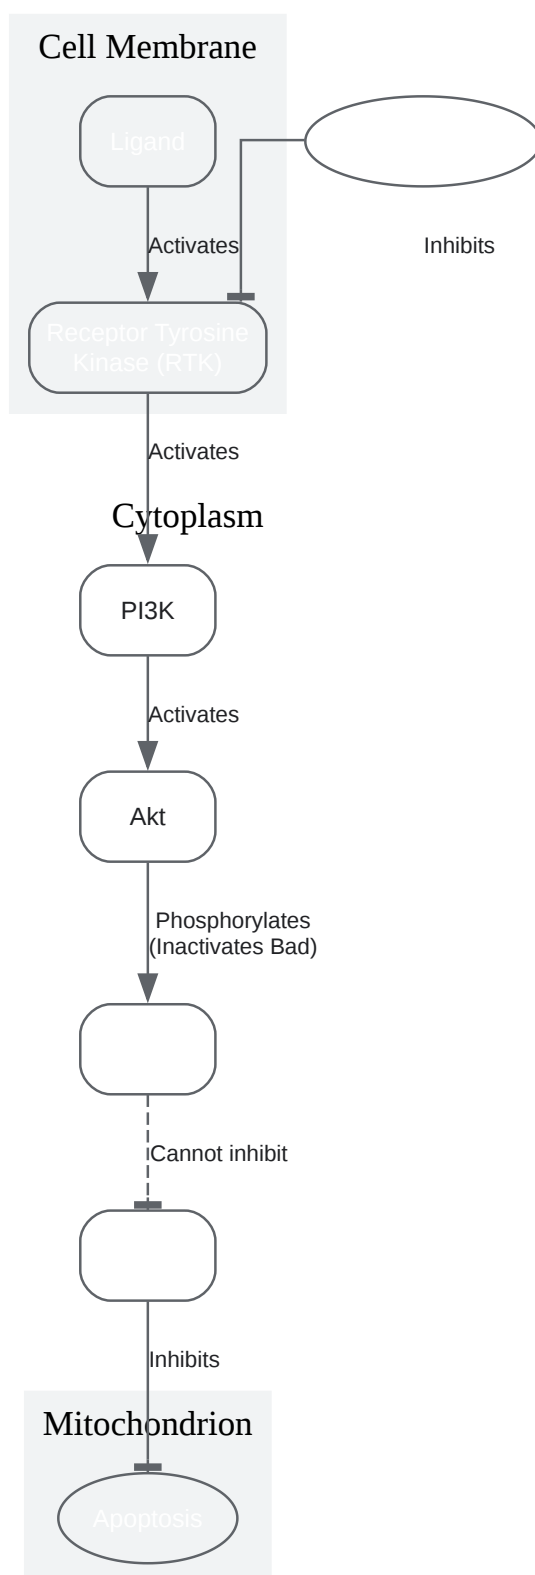 Cell Membrane
Ligand
Activates
Inhibits
Receptor Tyrosine
Kinase (RTK)
Activates
Cytoplasm
PI3K
Activates
Akt
Phosphorylates
(Inactivates Bad)
Cannot inhibit
Inhibits
Mitochondrion
Apoptosis